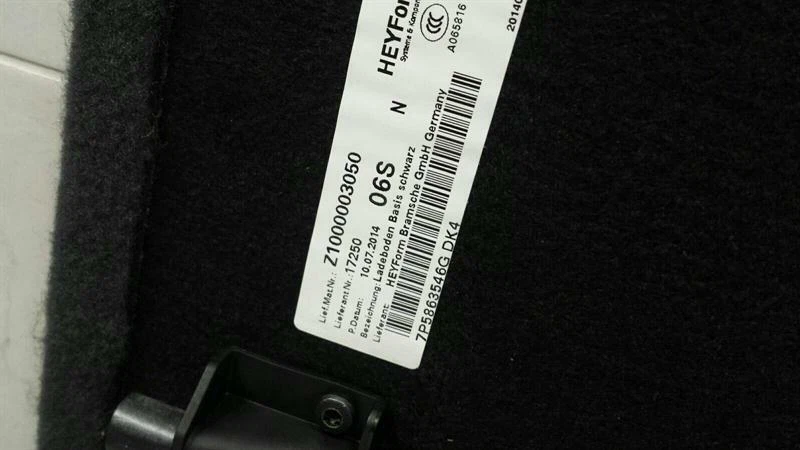 HEYForm
Systeme &
A065816
N
Lief.Mat.Nr.: Z1000003050
Lieferant.Nr.: 17250
P.Datum: 10.07.2014 06S
Bezeichnung: Ladeboden Basis schwarz
Lieferant: HEYForm Bramsche GmbH Germany
7P5863546G DK4